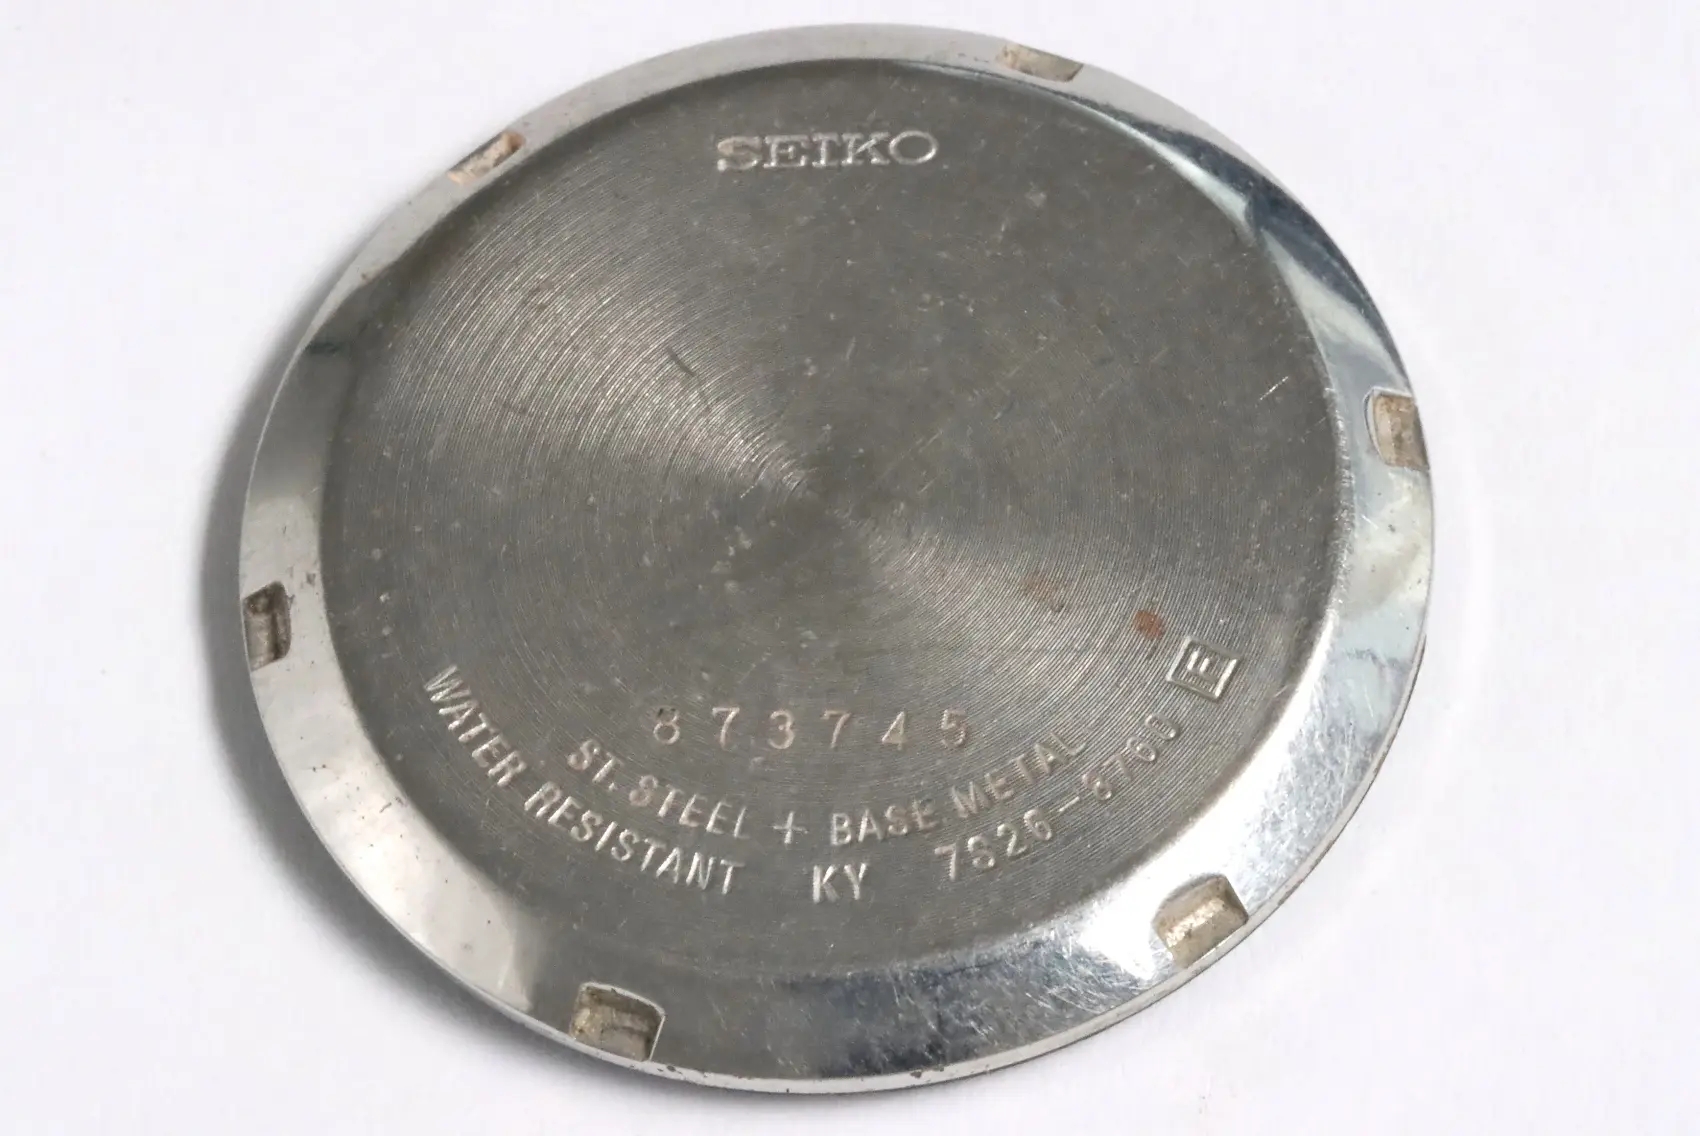 SEIKO
873745
ST. STEEL + BASE METAL
WATER RESISTANT KY 7S26-8760 E